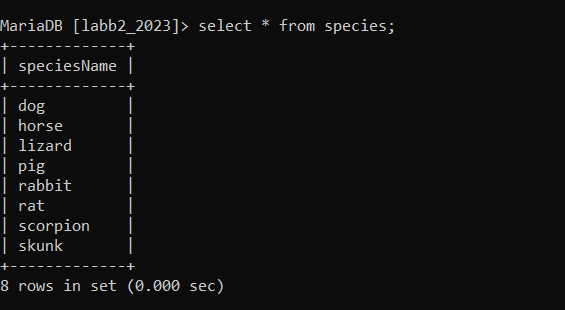 MariaDB [labb2_2023]> select * from species;
+-------------+
| speciesName |
+-------------+
| dog         |
| horse       |
| lizard      |
| pig         |
| rabbit      |
| rat         |
| scorpion    |
| skunk       |
+-------------+
8 rows in set (0.000 sec)